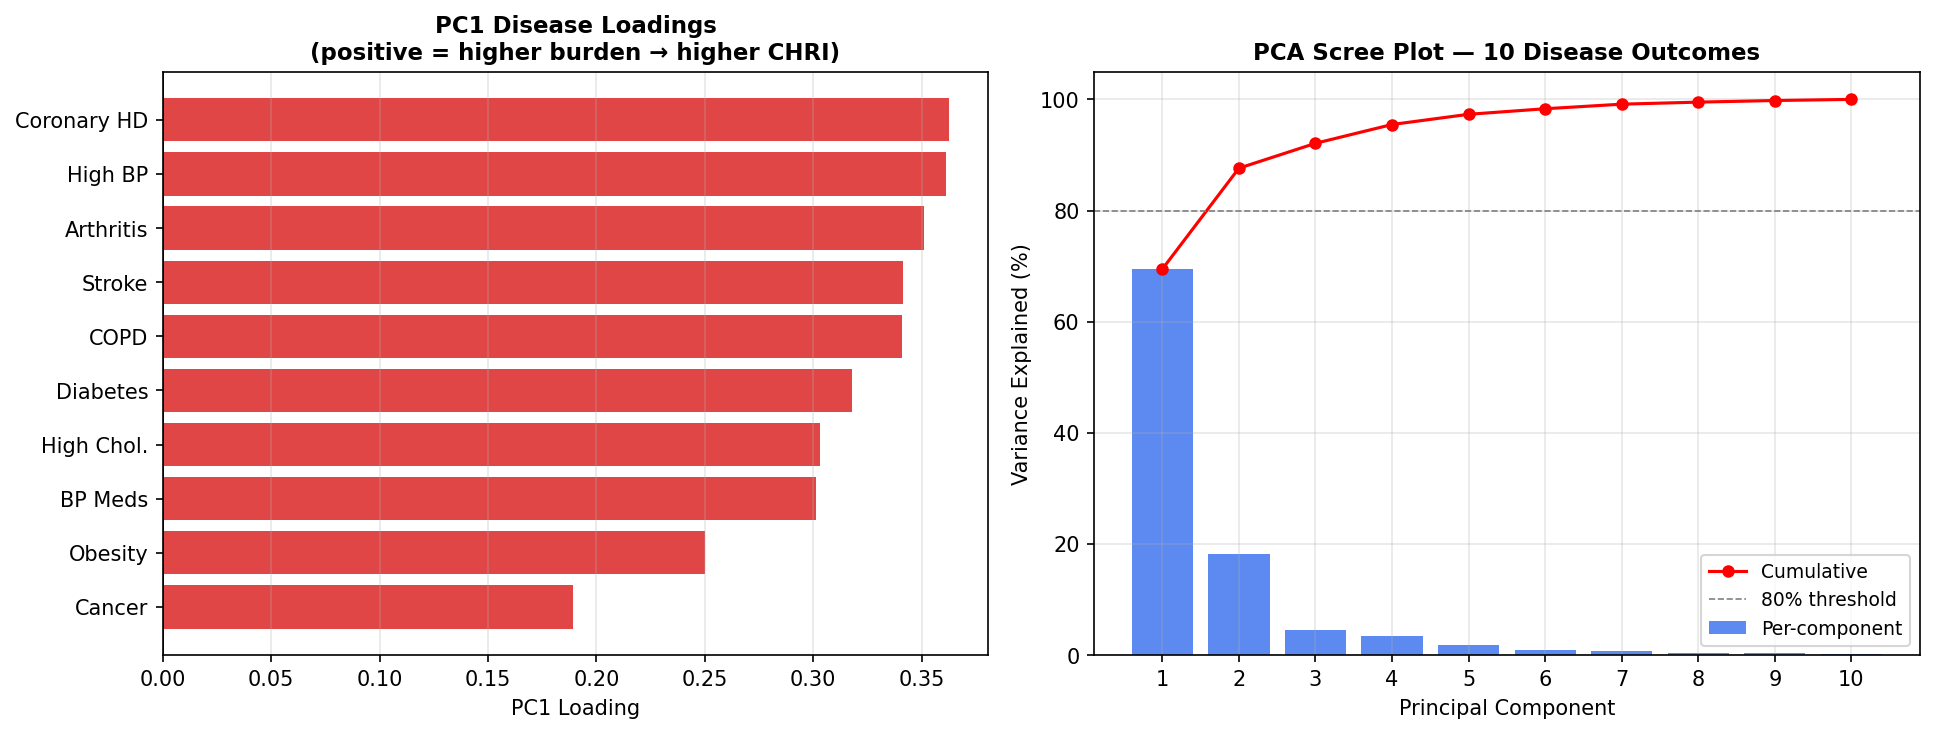 PC1 Disease Loadings
(positive = higher burden → higher CHRI)
Coronary HD
High BP
Arthritis
Stroke
COPD
Diabetes
High Chol.
BP Meds
Obesity
Cancer
0.00 0.05 0.10 0.15 0.20 0.25 0.30 0.35
PC1 Loading
PCA Scree Plot — 10 Disease Outcomes
Variance Explained (%)
100
80
60
40
20
0
Cumulative
80% threshold
Per-component
1 2 3 4 5 6 7 8 9 10
Principal Component